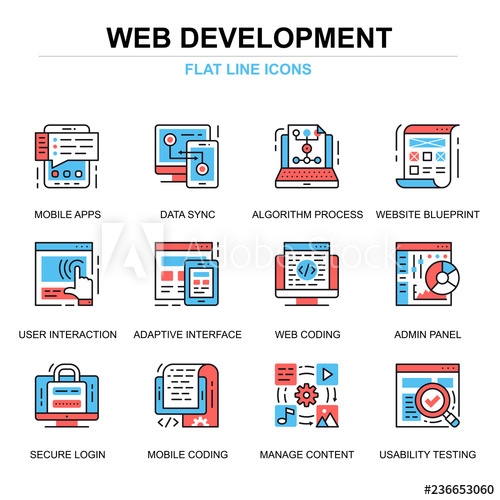 WEB DEVELOPMENT
FLAT LINE ICONS
MOBILE APPS
DATA SYNC
ALGORITHM PROCESS
WEBSITE BLUEPRINT
USER INTERACTION
ADAPTIVE INTERFACE
WEB CODING
ADMIN PANEL
SECURE LOGIN
MOBILE CODING
MANAGE CONTENT
USABILITY TESTING
Adobe Stock
#236653060